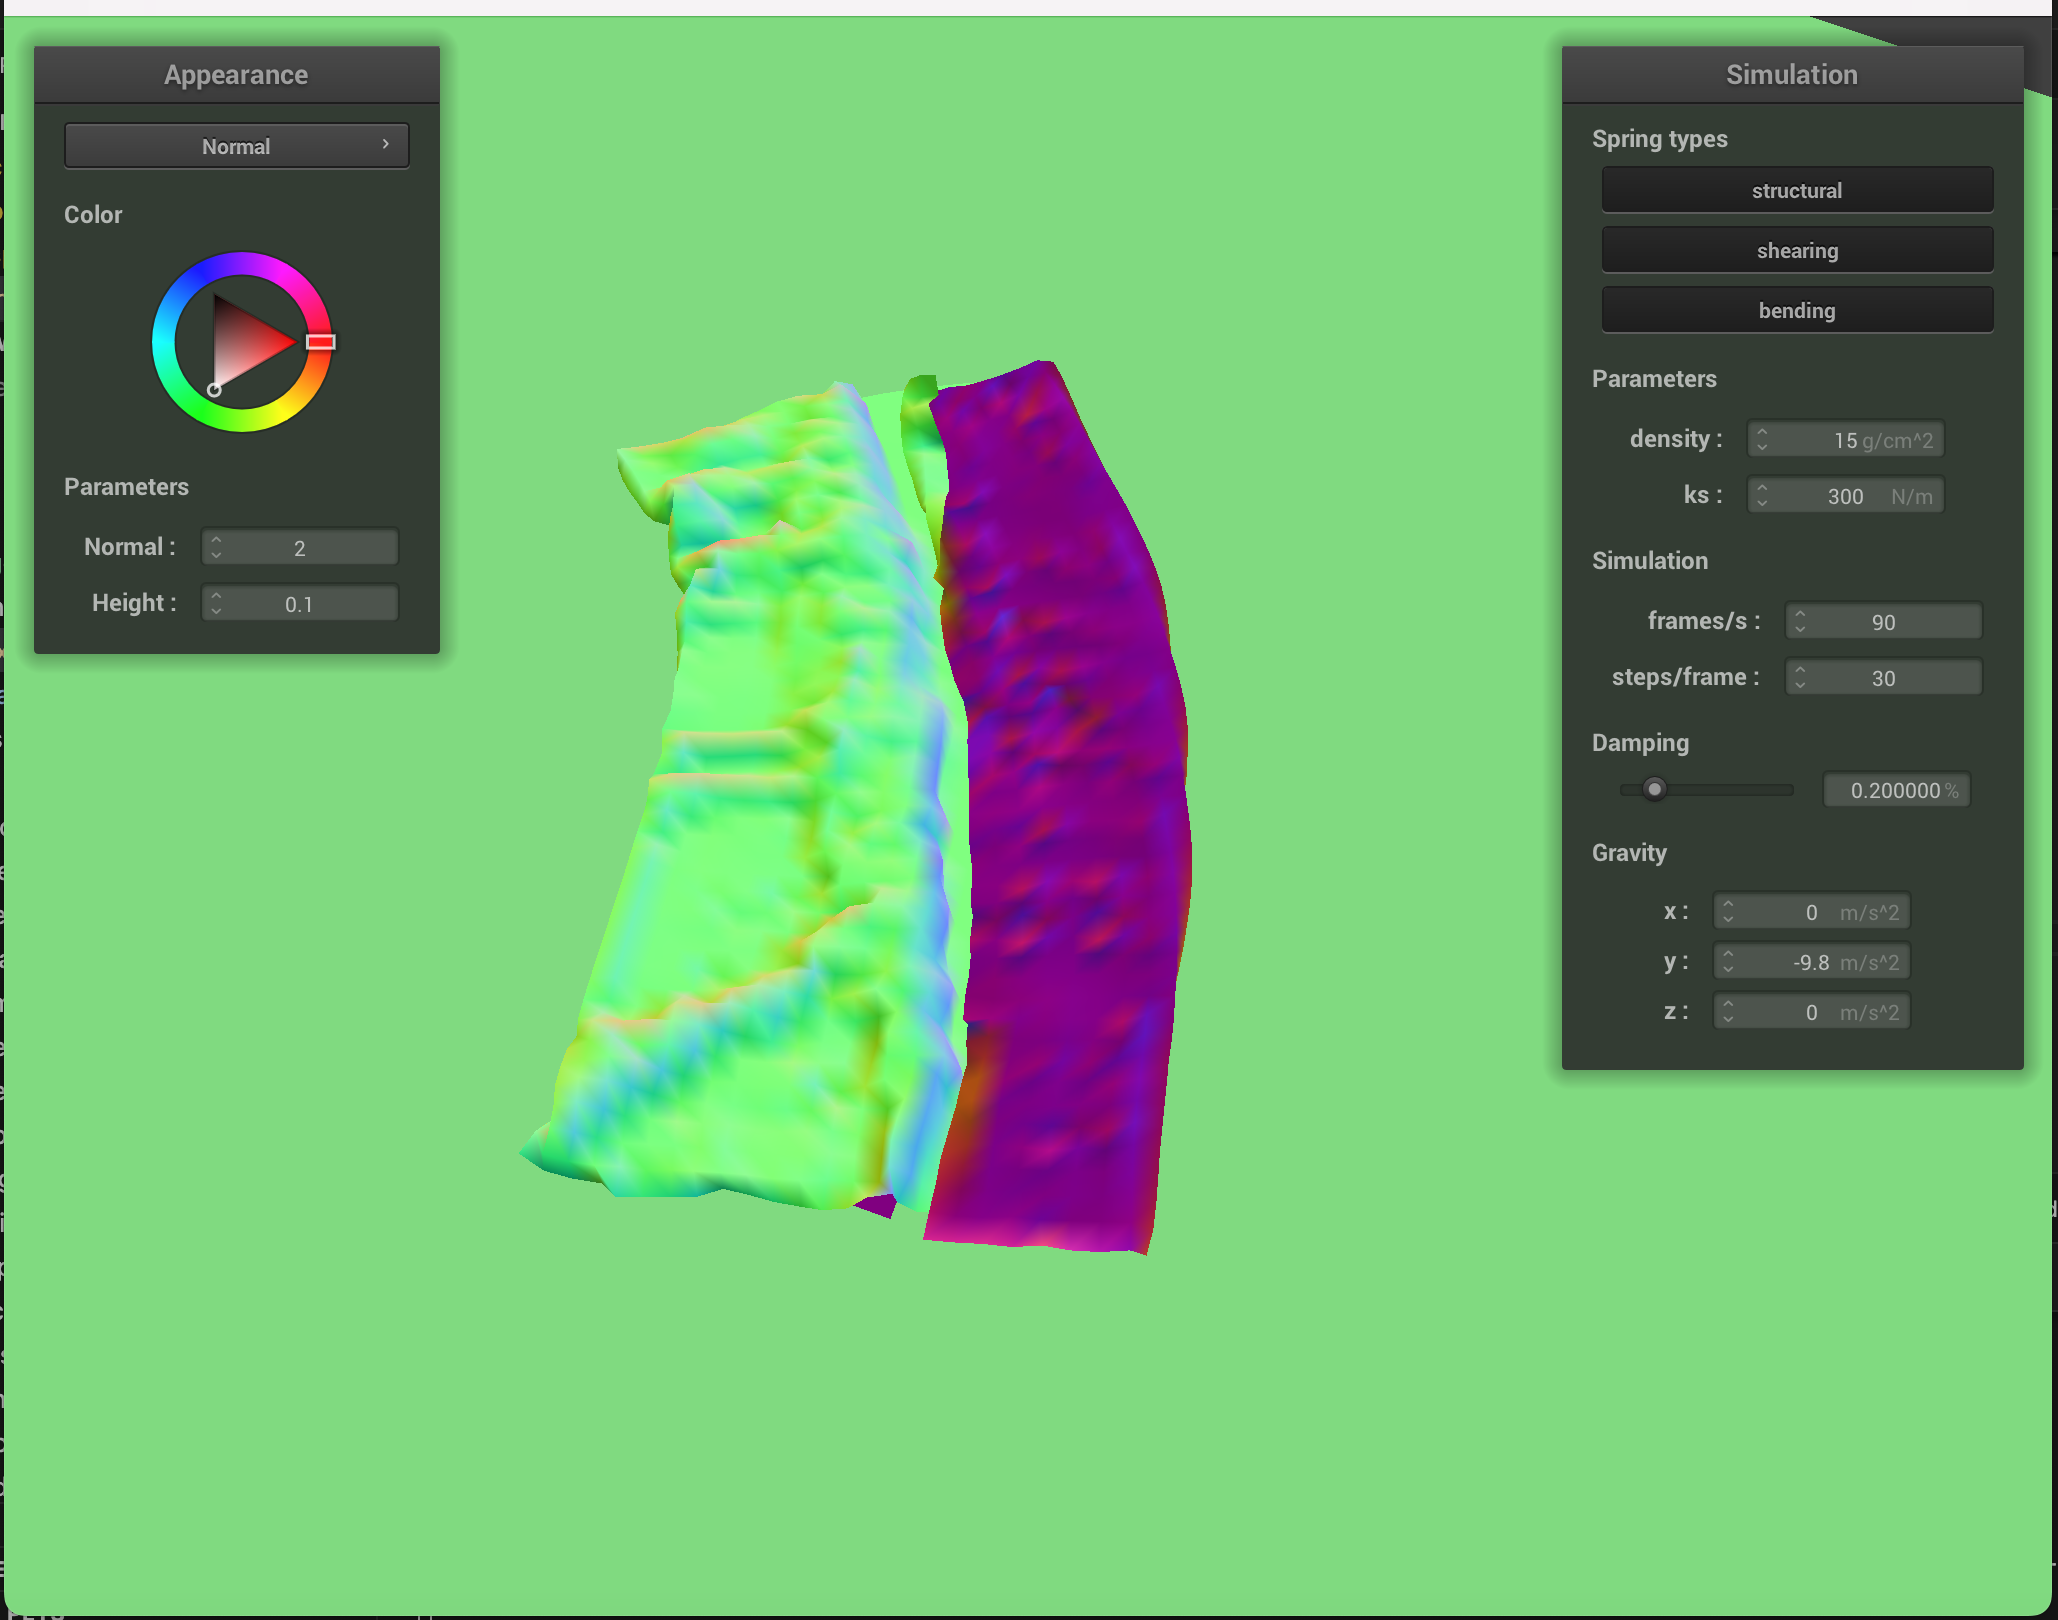 Appearance
Normal
Color
Parameters
Normal : 2
Height : 0.1
Simulation
Spring types
structural
shearing
bending
Parameters
density : 15 g/cm^2
ks : 300 N/m
Simulation
frames/s : 90
steps/frame : 30
Damping
0.200000 %
Gravity
x : 0 m/s^2
y : -9.8 m/s^2
z : 0 m/s^2